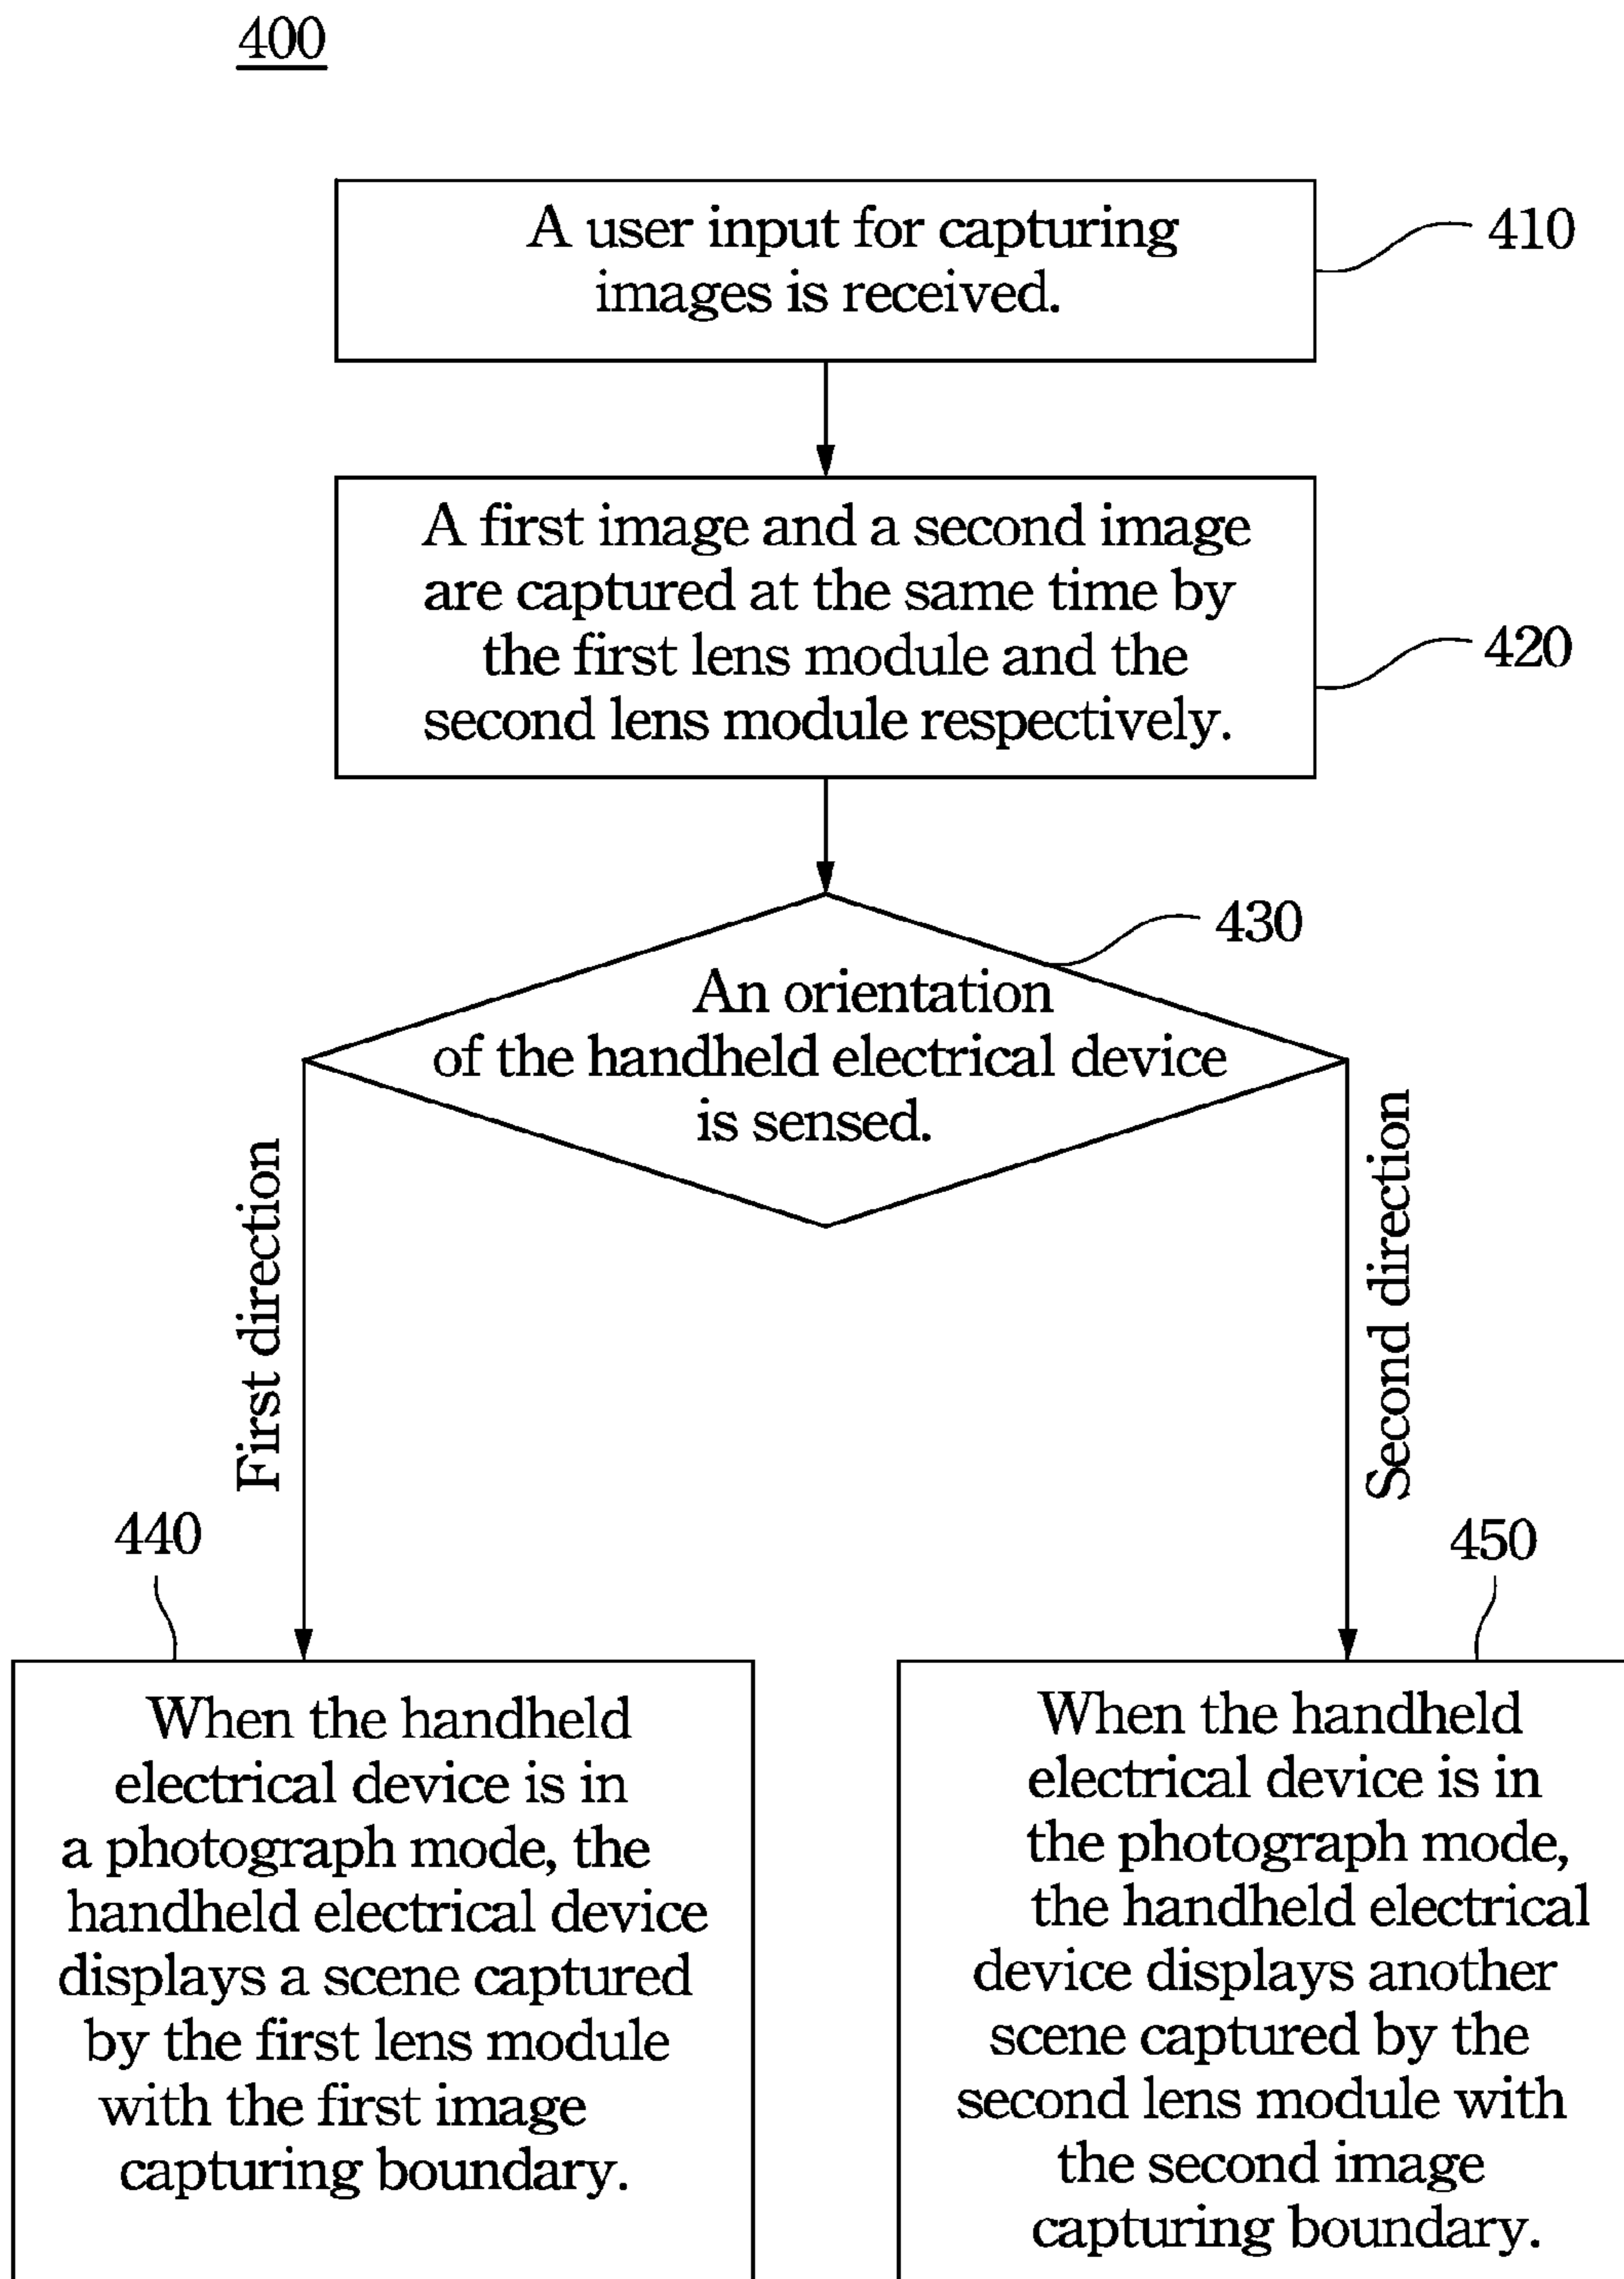 400
A user input for capturing
images is received.
410
A first image and a second image
are captured at the same time by
the first lens module and the
second lens module respectively.
420
430
An orientation
of the handheld electrical device
is sensed.
First direction
Second direction
440
When the handheld
electrical device is in
a photograph mode, the
handheld electrical device
displays a scene captured
by the first lens module
with the first image
capturing boundary.
450
When the handheld
electrical device is in
the photograph mode,
the handheld electrical
device displays another
scene captured by the
second lens module with
the second image
capturing boundary.